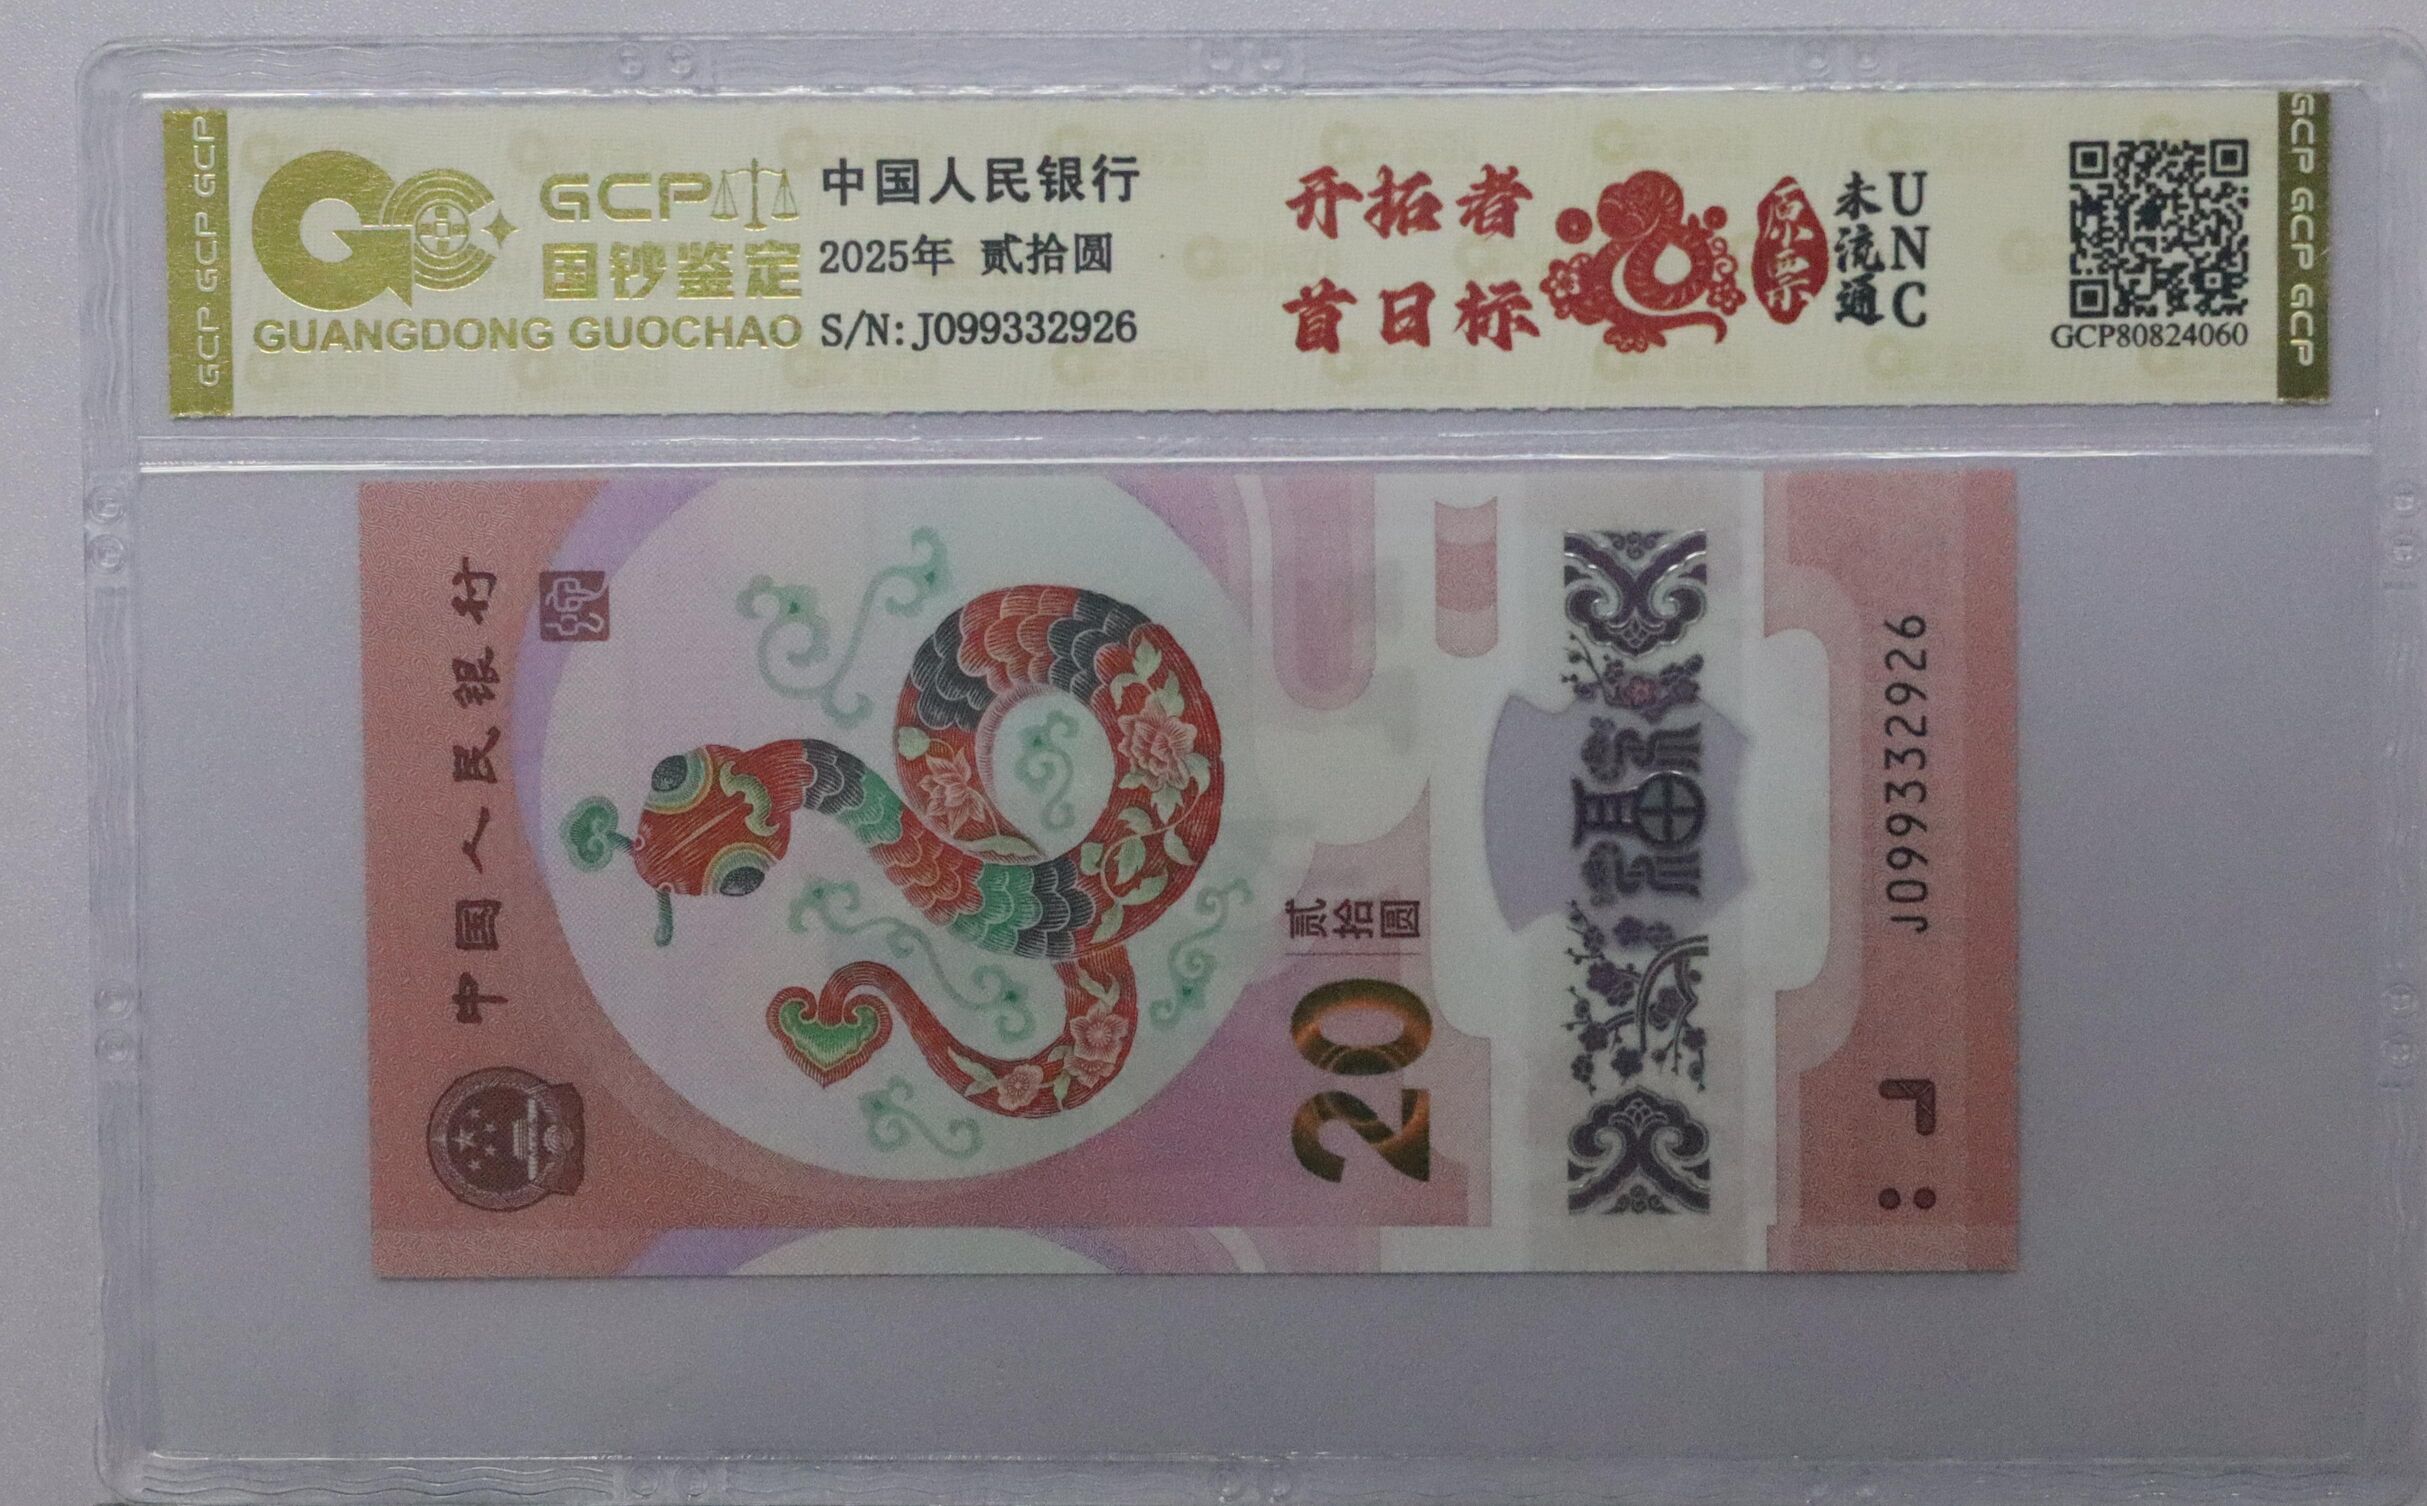 GCP GCP GCP
GCP
国钞鉴定
GUANGDONG GUOCHAO
中国人民银行
2025年 贰拾圆
S/N: J099332926
开拓者
首日标
原票
未流通
UNC
GCP80824060
GCP GCP GCP
中国人民银行
贰拾圆
20
福
J099332926